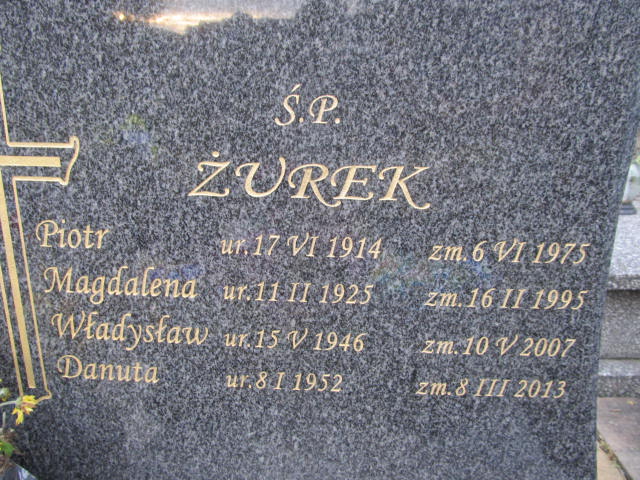 Ś.P.
ŻUREK
Piotr ur.17 VI 1914 zm.6 VI 1975
Magdalena ur.11 II 1925 zm.16 II 1995
Władysław ur.15 V 1946 zm.10 V 2007
Danuta ur.8 I 1952 zm.8 III 2013